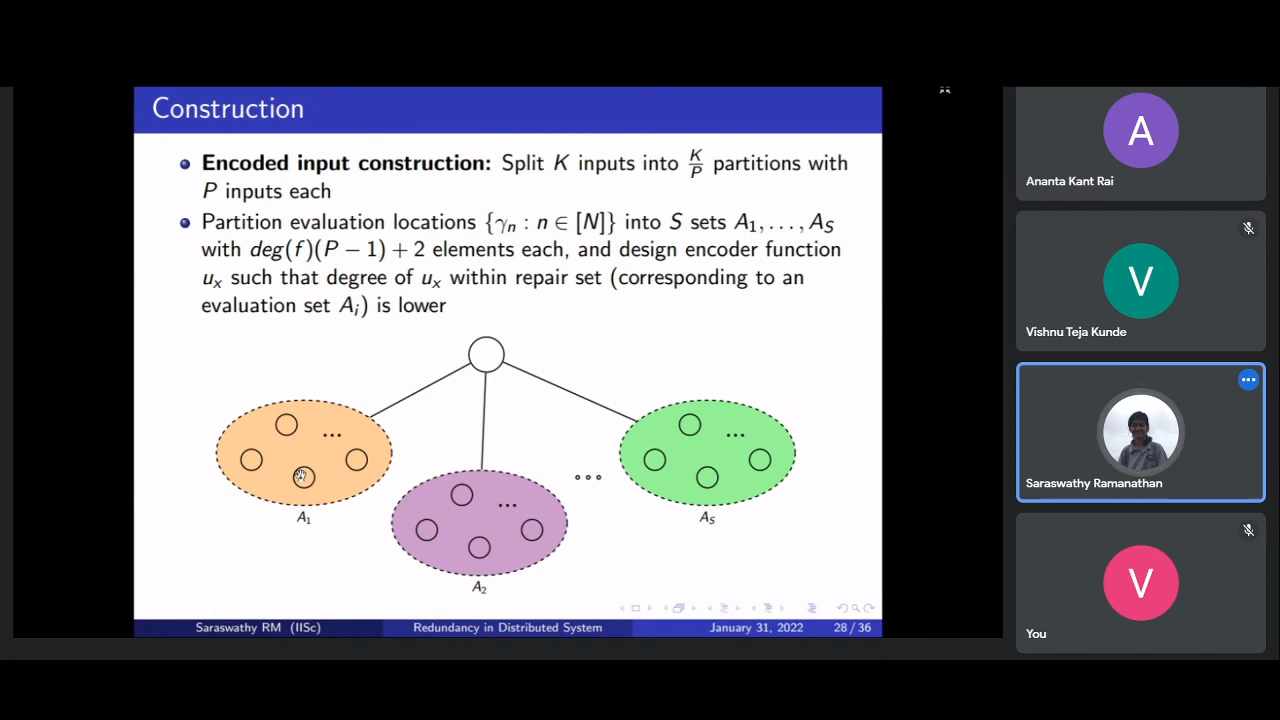 Construction
Encoded input construction: Split K inputs into K/P partitions with
P inputs each
Partition evaluation locations {γₙ : n ∈ [N]} into S sets A₁, . . . , A_S
with deg(f)(P − 1) + 2 elements each, and design encoder function
uₓ such that degree of uₓ within repair set (corresponding to an
evaluation set Aᵢ) is lower
...
...
...
A₁
A₂
A_S
Saraswathy RM (IISc)
Redundancy in Distributed System
January 31, 2022
28 / 36
A
Ananta Kant Rai
V
Vishnu Teja Kunde
Saraswathy Ramanathan
V
You